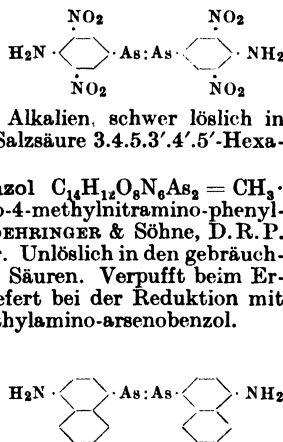 NO2 NO2
H2N · · As : As · · NH2
NO2 NO2
Alkalien, schwer löslich in
Salzsäure 3.4.5.3'.4'.5'-Hexa-
azol C14H12O8N6As2 = CH3·
o-4-methylnitramino-phenyl-
OEHRINGER & Söhne, D.R.P.
Unlöslich in den gebräuch-
Säuren. Verpufft beim Er-
efert bei der Reduktion mit
thylamino-arsenobenzol.
H2N · · As : As · · NH2